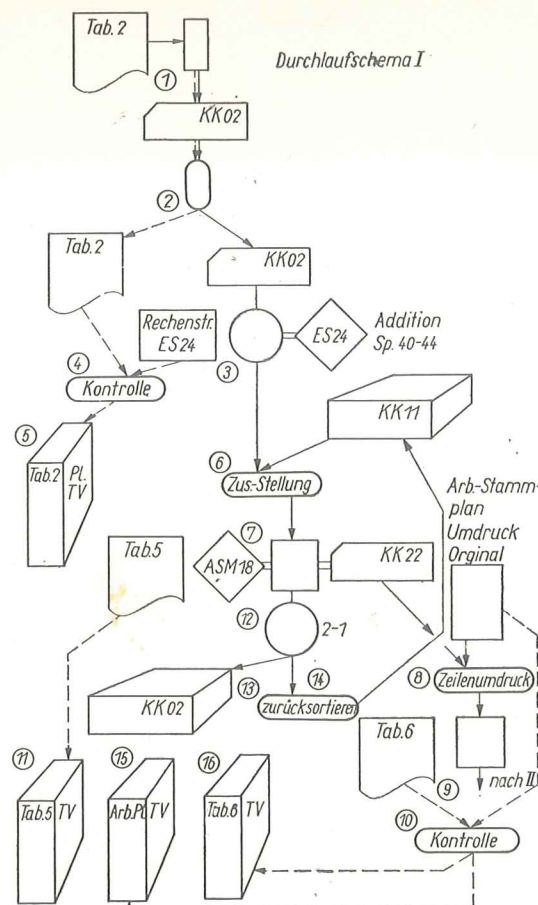 Tab.2
Durchlaufschema I
1
KK02
2
Tab.2
KK02
Rechenstr.
ES24
ES24
Addition
Sp. 40-44
3
4
Kontrolle
KK11
5
Tab.2
Pl.
TV
6
Zus.-Stellung
Arb.-Stamm-
plan
Umdruck
Orginal
Tab.5
7
ASM18
KK22
12
2-1
8
Zeilenumdruck
KK02
13
14
zurücksortieren
Tab.6
9
nach II
11
Tab.5
TV
15
Arb.Pl.
TV
16
Tab.6
TV
10
Kontrolle